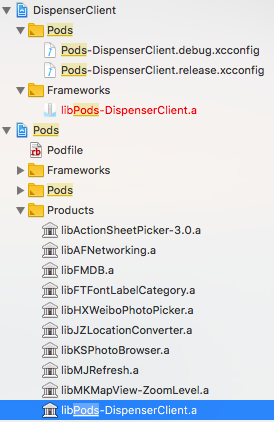 DispenserClient
Pods
Pods-DispenserClient.debug.xcconfig
Pods-DispenserClient.release.xcconfig
Frameworks
libPods-DispenserClient.a
Pods
Podfile
Frameworks
Pods
Products
libActionSheetPicker-3.0.a
libAFNetworking.a
libFMDB.a
libFTFontLabelCategory.a
libHXWeiboPhotoPicker.a
libJZLocationConverter.a
libKSPhotoBrowser.a
libMJRefresh.a
libMKMapView-ZoomLevel.a
libPods-DispenserClient.a